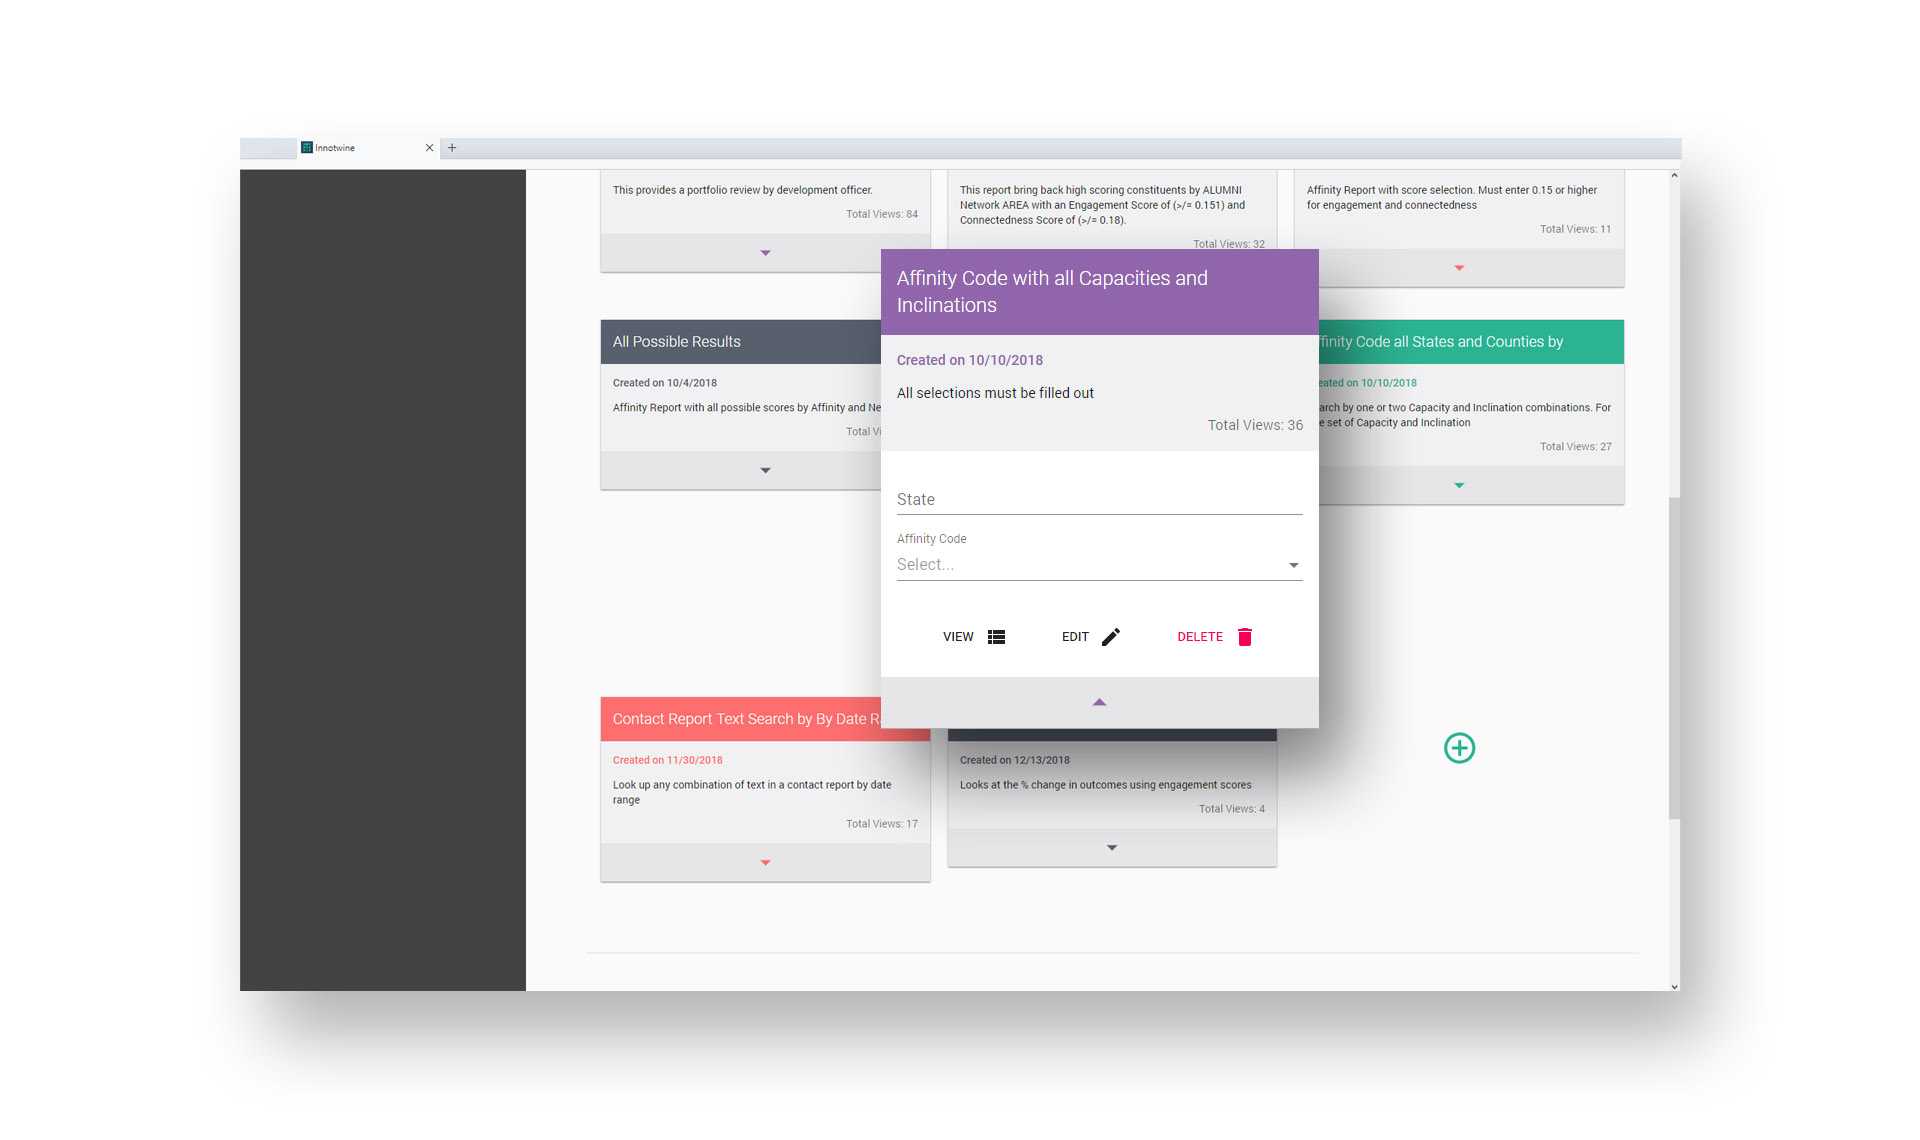 Innotwine
This provides a portfolio review by development officer.
Total Views: 84
This report bring back high scoring constituents by ALUMNI
Network AREA with an Engagement Score of (>/= 0.151) and
Connectedness Score of (>/= 0.18).
Total Views: 32
Affinity Report with score selection. Must enter 0.15 or higher
for engagement and connectedness
Total Views: 11
All Possible Results
Created on 10/4/2018
Affinity Report with all possible scores by Affinity and
Total
Affinity Code with all Capacities and
Inclinations
Created on 10/10/2018
All selections must be filled out
Total Views: 36
State
Affinity Code
Select...
VIEW
EDIT
DELETE
Code all States and Counties by
on 10/10/2018
by one or two Capacity and Inclination combinations. For
set of Capacity and Inclination
Total Views: 27
Contact Report Text Search by By Date
Created on 11/30/2018
Look up any combination of text in a contact report by date
range
Total Views: 17
Created on 12/13/2018
Looks at the % change in outcomes using engagement scores
Total Views: 4